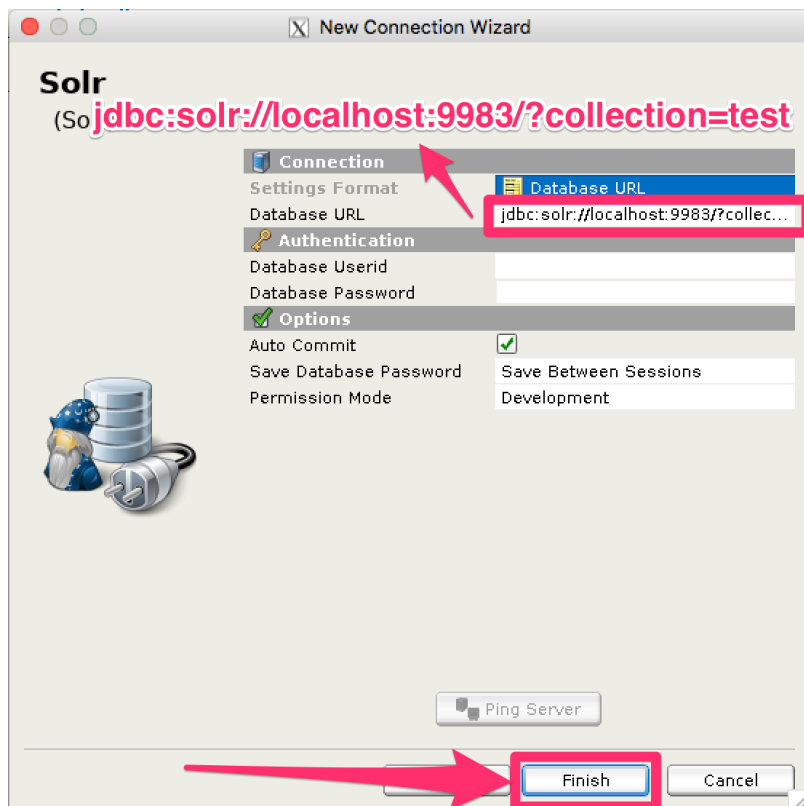 New Connection Wizard
Solr
(So
jdbc:solr://localhost:9983/?collection=test
Connection
Settings Format Database URL
Database URL jdbc:solr://localhost:9983/?collec...
Authentication
Database Userid
Database Password
Options
Auto Commit
Save Database Password Save Between Sessions
Permission Mode Development
Ping Server
Finish Cancel